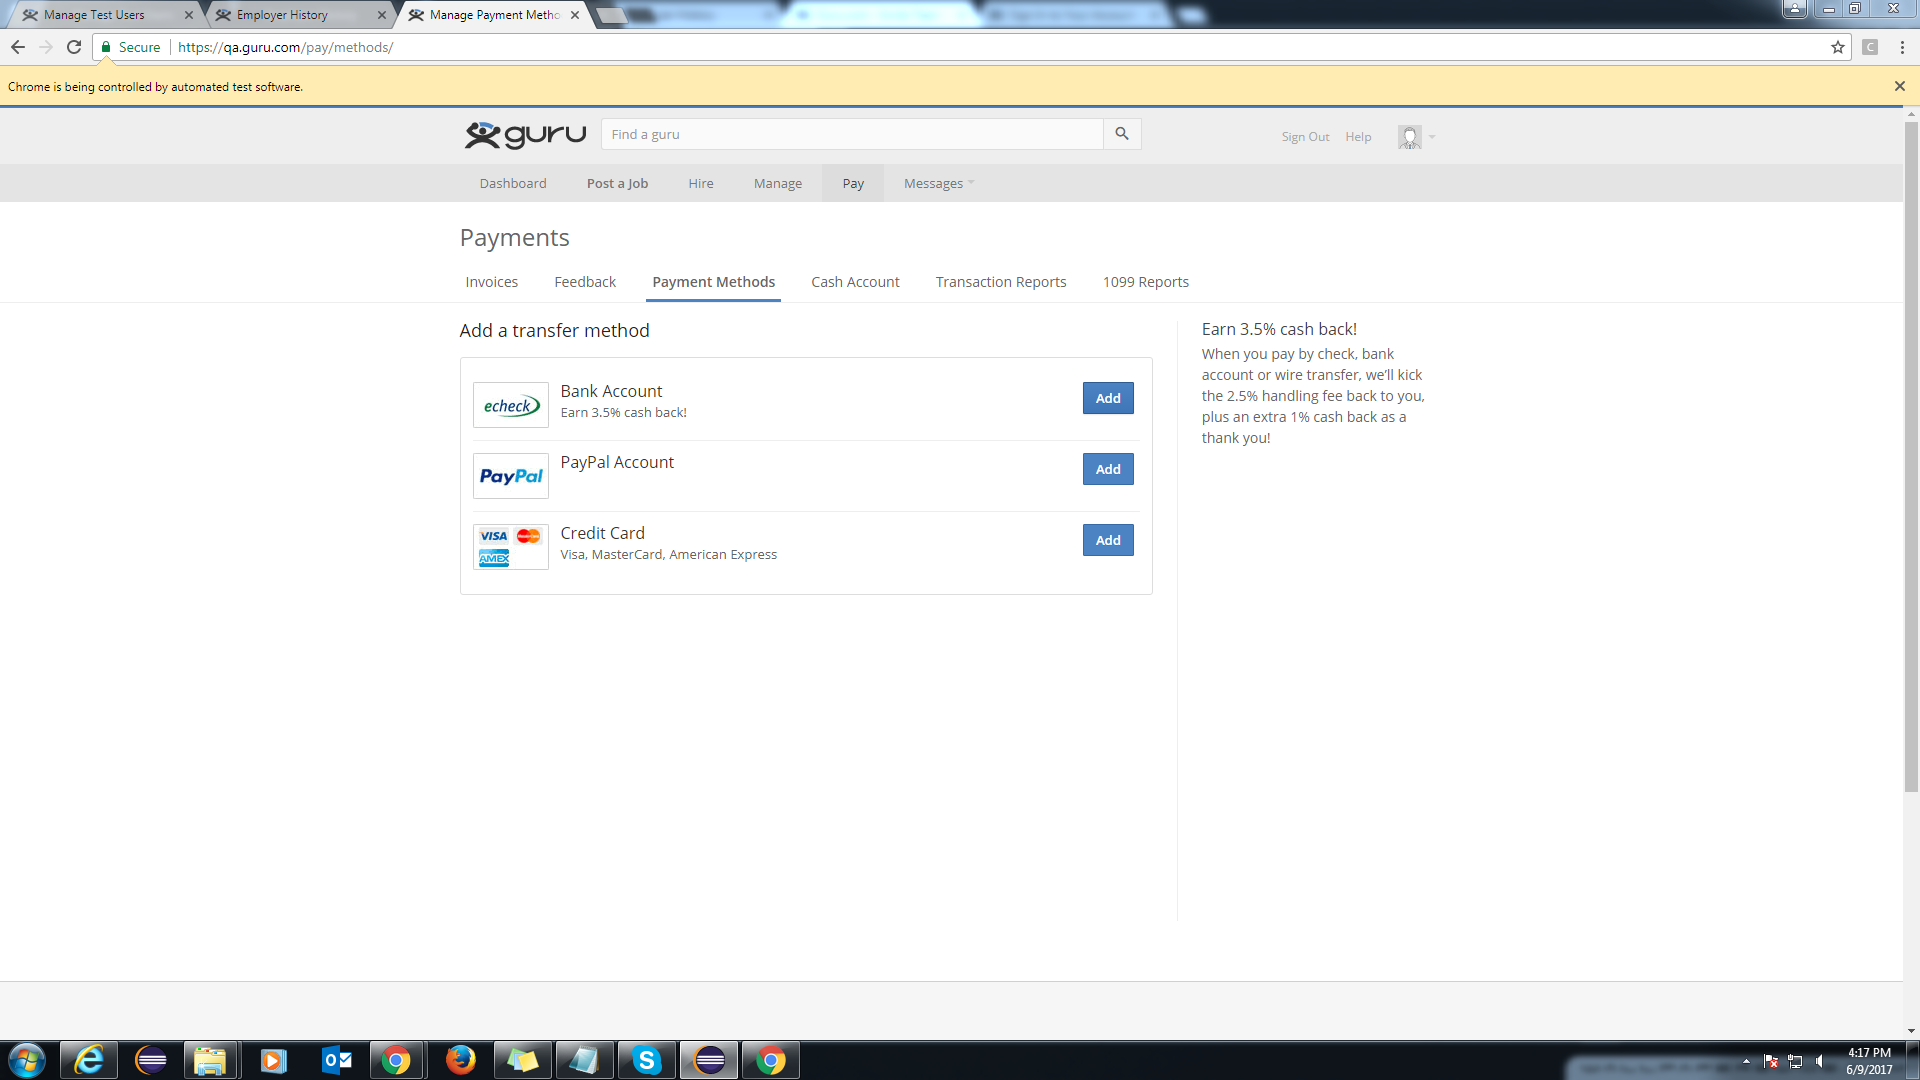 Manage Test Users
Employer History
Manage Payment Metho
Secure
https://qa.guru.com/pay/methods/
C
Chrome is being controlled by automated test software.
guru
Find a guru
Sign Out
Help
Dashboard
Post a Job
Hire
Manage
Pay
Messages
Payments
Invoices
Feedback
Payment Methods
Cash Account
Transaction Reports
1099 Reports
Add a transfer method
echeck
Bank Account
Earn 3.5% cash back!
Add
PayPal
PayPal Account
Add
VISA
MasterCard
AMEX
Credit Card
Visa, MasterCard, American Express
Add
Earn 3.5% cash back!
When you pay by check, bank
account or wire transfer, we'll kick
the 2.5% handling fee back to you,
plus an extra 1% cash back as a
thank you!
4:17 PM
6/9/2017